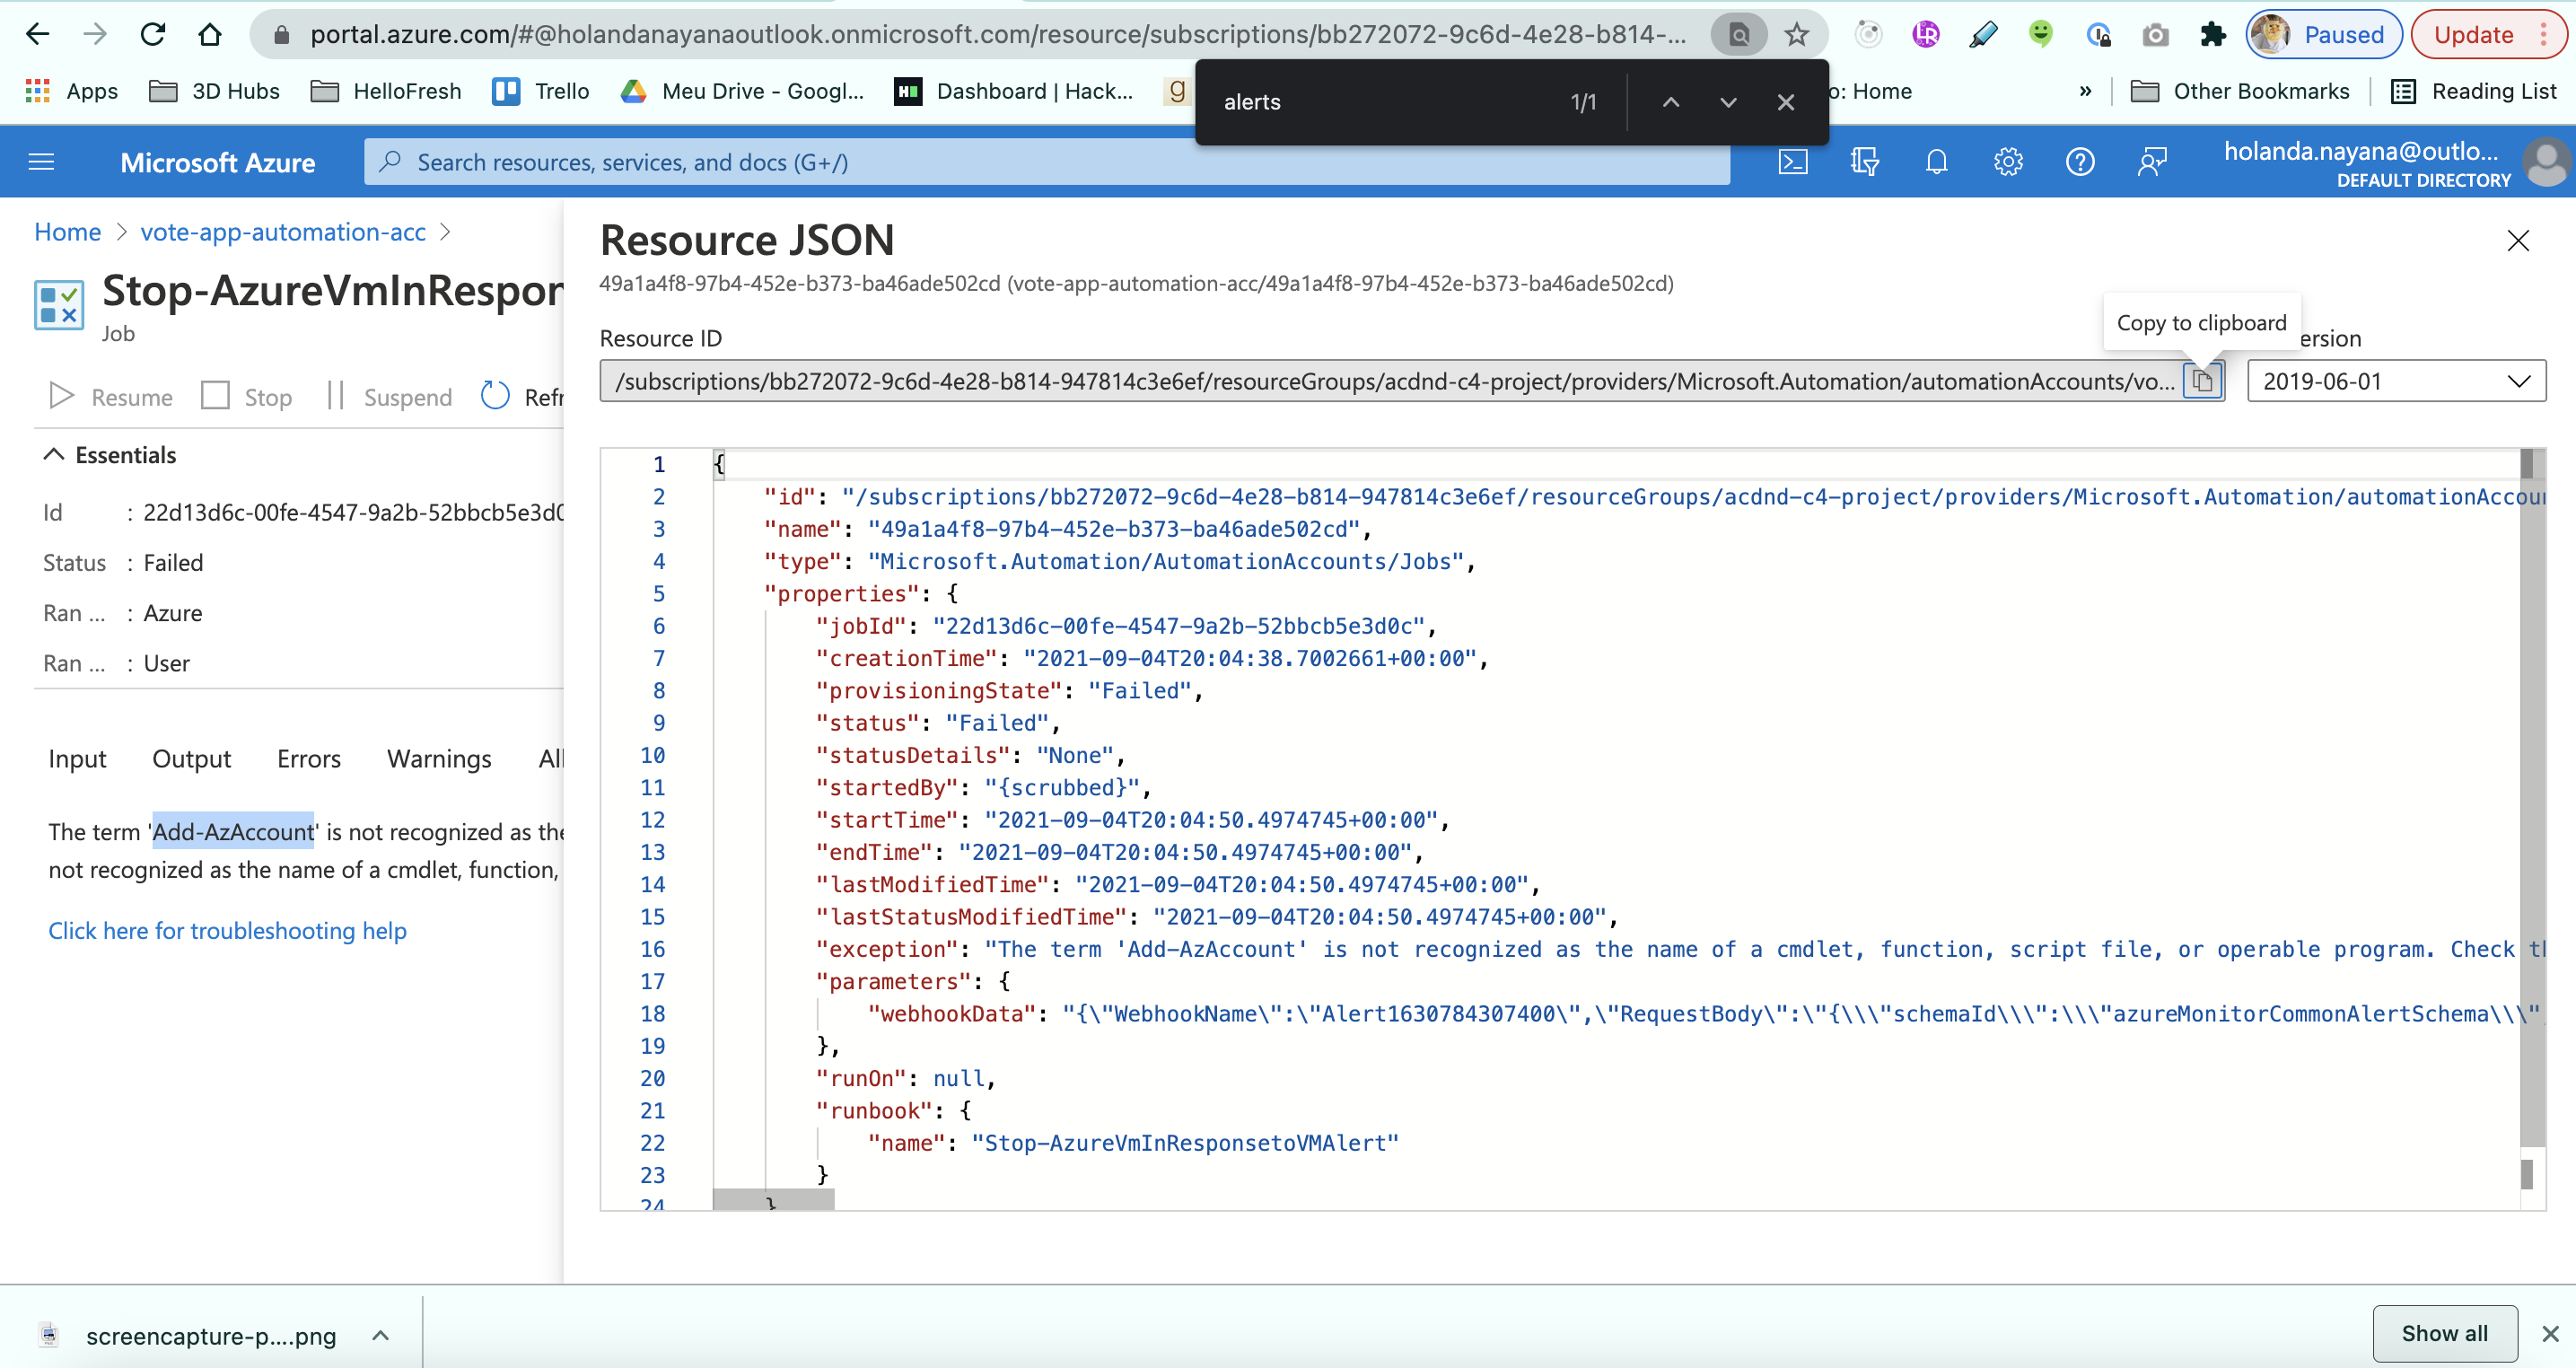 portal.azure.com/#@holandanayanaoutlook.onmicrosoft.com/resource/subscriptions/bb272072-9c6d-4e28-b814-...
Paused
Update
Apps
3D Hubs
HelloFresh
Trello
Meu Drive - Googl...
Dashboard | Hack...
g
o: Home
»
Other Bookmarks
Reading List
alerts
1/1
Microsoft Azure
Search resources, services, and docs (G+/)
holanda.nayana@outlo...
DEFAULT DIRECTORY
Home > vote-app-automation-acc >
Stop-AzureVmInRespon
Job
Resume
Stop
Suspend
Refr
Essentials
Id : 22d13d6c-00fe-4547-9a2b-52bbcb5e3d0
Status : Failed
Ran ... : Azure
Ran ... : User
Input
Output
Errors
Warnings
All
The term 'Add-AzAccount' is not recognized as the
not recognized as the name of a cmdlet, function,
Click here for troubleshooting help
Resource JSON
49a1a4f8-97b4-452e-b373-ba46ade502cd (vote-app-automation-acc/49a1a4f8-97b4-452e-b373-ba46ade502cd)
Copy to clipboard
Resource ID
ersion
/subscriptions/bb272072-9c6d-4e28-b814-947814c3e6ef/resourceGroups/acdnd-c4-project/providers/Microsoft.Automation/automationAccounts/vo...
2019-06-01
1 {
2 "id": "/subscriptions/bb272072-9c6d-4e28-b814-947814c3e6ef/resourceGroups/acdnd-c4-project/providers/Microsoft.Automation/automationAccou
3 "name": "49a1a4f8-97b4-452e-b373-ba46ade502cd",
4 "type": "Microsoft.Automation/AutomationAccounts/Jobs",
5 "properties": {
6 "jobId": "22d13d6c-00fe-4547-9a2b-52bbcb5e3d0c",
7 "creationTime": "2021-09-04T20:04:38.7002661+00:00",
8 "provisioningState": "Failed",
9 "status": "Failed",
10 "statusDetails": "None",
11 "startedBy": "{scrubbed}",
12 "startTime": "2021-09-04T20:04:50.4974745+00:00",
13 "endTime": "2021-09-04T20:04:50.4974745+00:00",
14 "lastModifiedTime": "2021-09-04T20:04:50.4974745+00:00",
15 "lastStatusModifiedTime": "2021-09-04T20:04:50.4974745+00:00",
16 "exception": "The term 'Add-AzAccount' is not recognized as the name of a cmdlet, function, script file, or operable program. Check th
17 "parameters": {
18 "webhookData": "{\"WebhookName\":\"Alert1630784307400\",\"RequestBody\":\"{\\\"schemaId\\\":\\\"azureMonitorCommonAlertSchema\\\"
19 },
20 "runOn": null,
21 "runbook": {
22 "name": "Stop-AzureVmInResponsetoVMAlert"
23 }
24 }
screencapture-p....png
Show all